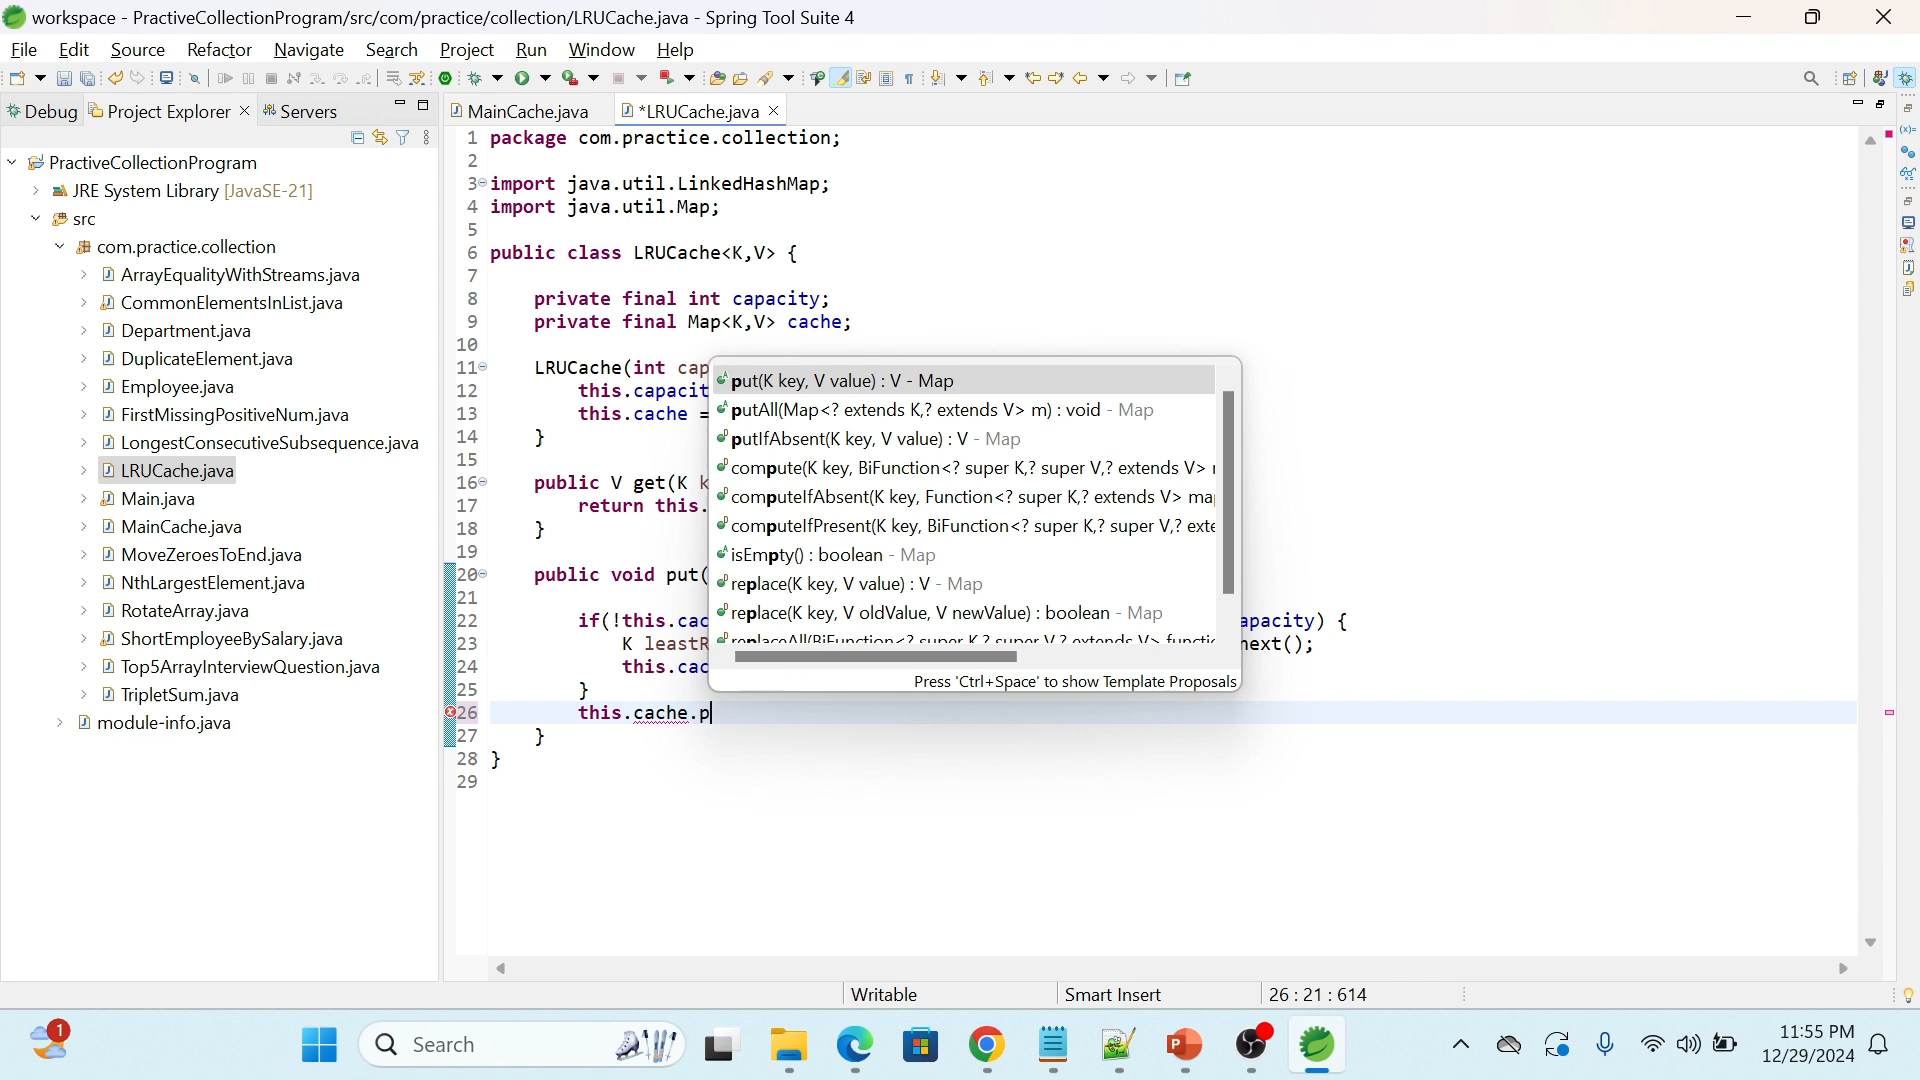 workspace - PractiveCollectionProgram/src/com/practice/collection/LRUCache.java - Spring Tool Suite 4
File Edit Source Refactor Navigate Search Project Run Window Help
Debug Project Explorer Servers
MainCache.java *LRUCache.java
PractiveCollectionProgram
JRE System Library [JavaSE-21]
src
com.practice.collection
ArrayEqualityWithStreams.java
CommonElementsInList.java
Department.java
DuplicateElement.java
Employee.java
FirstMissingPositiveNum.java
LongestConsecutiveSubsequence.java
LRUCache.java
Main.java
MainCache.java
MoveZeroesToEnd.java
NthLargestElement.java
RotateArray.java
ShortEmployeeBySalary.java
Top5ArrayInterviewQuestion.java
TripletSum.java
module-info.java
1 package com.practice.collection;
2
3 import java.util.LinkedHashMap;
4 import java.util.Map;
5
6 public class LRUCache<K,V> {
7
8 private final int capacity;
9 private final Map<K,V> cache;
10
11 LRUCache(int cap
12 this.capacit
13 this.cache =
14 }
15
16 public V get(K k
17 return this.
18 }
19
20 public void put(
21
22 if(!this.cac apacity) {
23 K leastR next();
24 this.cac
25 }
26 this.cache.p
27 }
28 }
29
put(K key, V value) : V - Map
putAll(Map<? extends K,? extends V> m) : void - Map
putIfAbsent(K key, V value) : V - Map
compute(K key, BiFunction<? super K,? super V,? extends V> r
computeIfAbsent(K key, Function<? super K,? extends V> ma
computeIfPresent(K key, BiFunction<? super K,? super V,? exte
isEmpty() : boolean - Map
replace(K key, V value) : V - Map
replace(K key, V oldValue, V newValue) : boolean - Map
replaceAll(BiFunction<? super K,? super V,? extends V> functio
Press 'Ctrl+Space' to show Template Proposals
Writable Smart Insert 26 : 21 : 614
1
Search
11:55 PM
12/29/2024